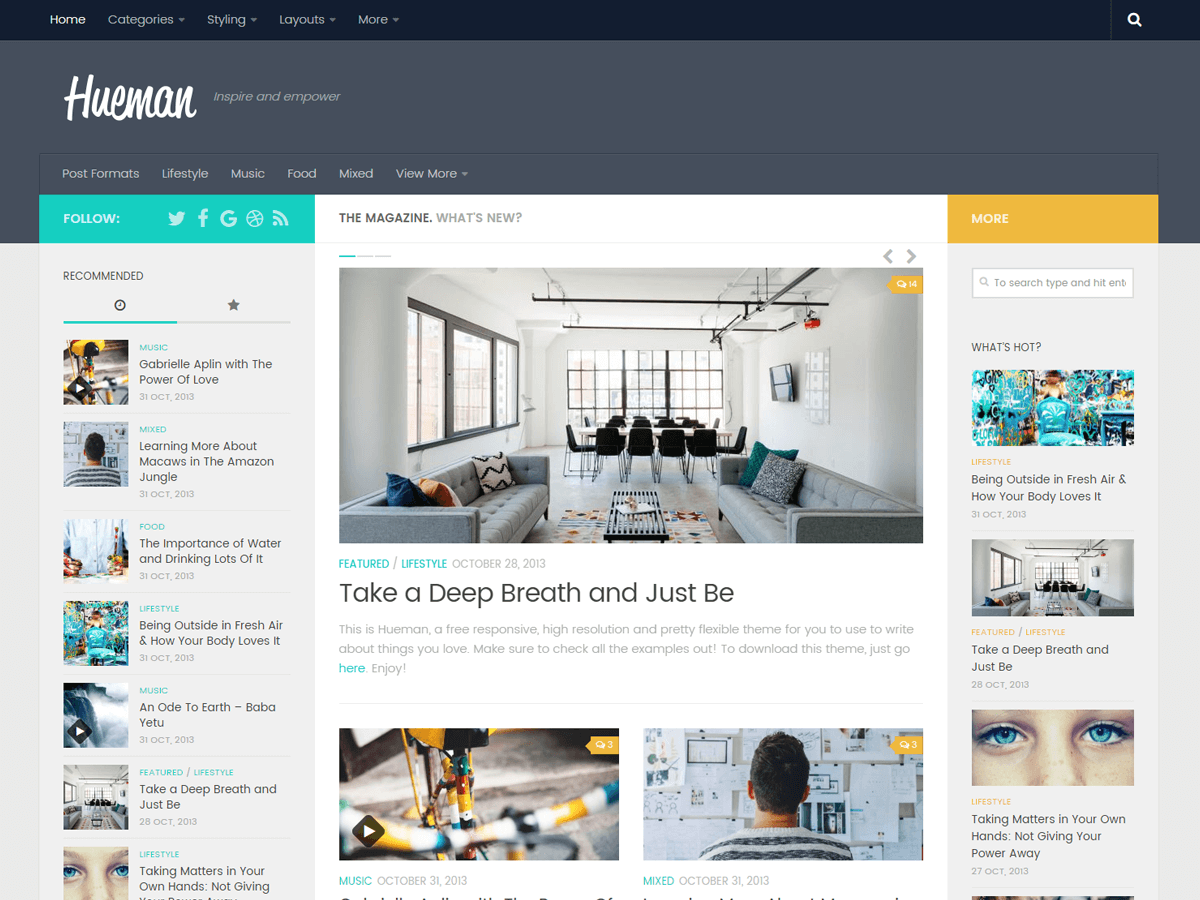 Home Categories Styling Layouts More
Hueman
Inspire and empower
Post Formats Lifestyle Music Food Mixed View More
FOLLOW:
THE MAGAZINE. WHAT'S NEW?
MORE
RECOMMENDED
MUSIC
Gabrielle Aplin with The
Power Of Love
31 OCT, 2013
MIXED
Learning More About
Macaws in The Amazon
Jungle
31 OCT, 2013
FOOD
The Importance of Water
and Drinking Lots Of It
31 OCT, 2013
LIFESTYLE
Being Outside in Fresh Air
& How Your Body Loves It
31 OCT, 2013
MUSIC
An Ode To Earth – Baba
Yetu
31 OCT, 2013
FEATURED / LIFESTYLE
Take a Deep Breath and
Just Be
28 OCT, 2013
LIFESTYLE
Taking Matters in Your
Own Hands: Not Giving
Your Power Away
14
FEATURED / LIFESTYLE OCTOBER 28, 2013
Take a Deep Breath and Just Be
This is Hueman, a free responsive, high resolution and pretty flexible theme for you to use to write
about things you love. Make sure to check all the examples out! To download this theme, just go
here. Enjoy!
3
MUSIC OCTOBER 31, 2013
3
MIXED OCTOBER 31, 2013
To search type and hit ent
WHAT'S HOT?
LIFESTYLE
Being Outside in Fresh Air &
How Your Body Loves It
31 OCT, 2013
FEATURED / LIFESTYLE
Take a Deep Breath and
Just Be
28 OCT, 2013
LIFESTYLE
Taking Matters in Your Own
Hands: Not Giving Your
Power Away
27 OCT, 2013